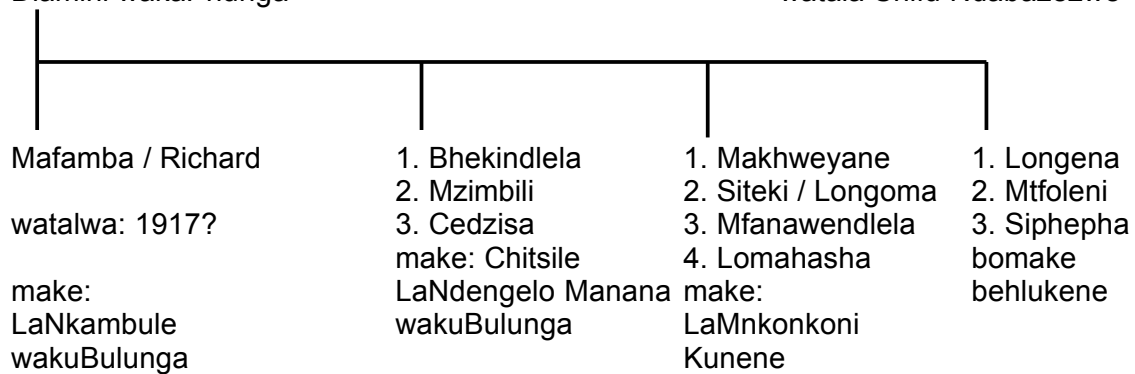 Dlamini
watala
Mafamba / Richard
watalwa: 1917?
make:
LaNkambule
wakuBulunga
1. Bhekindlela
2. Mzimbili
3. Cedzisa
make: Chitsile
LaNdengelo Manana
wakuBulunga
1. Makhweyane
2. Siteki / Longoma
3. Mfanawendlela
4. Lomahasha
make:
LaMnkonkoni
Kunene
1. Longena
2. Mtfoleni
3. Siphepha
bomake
behlukene